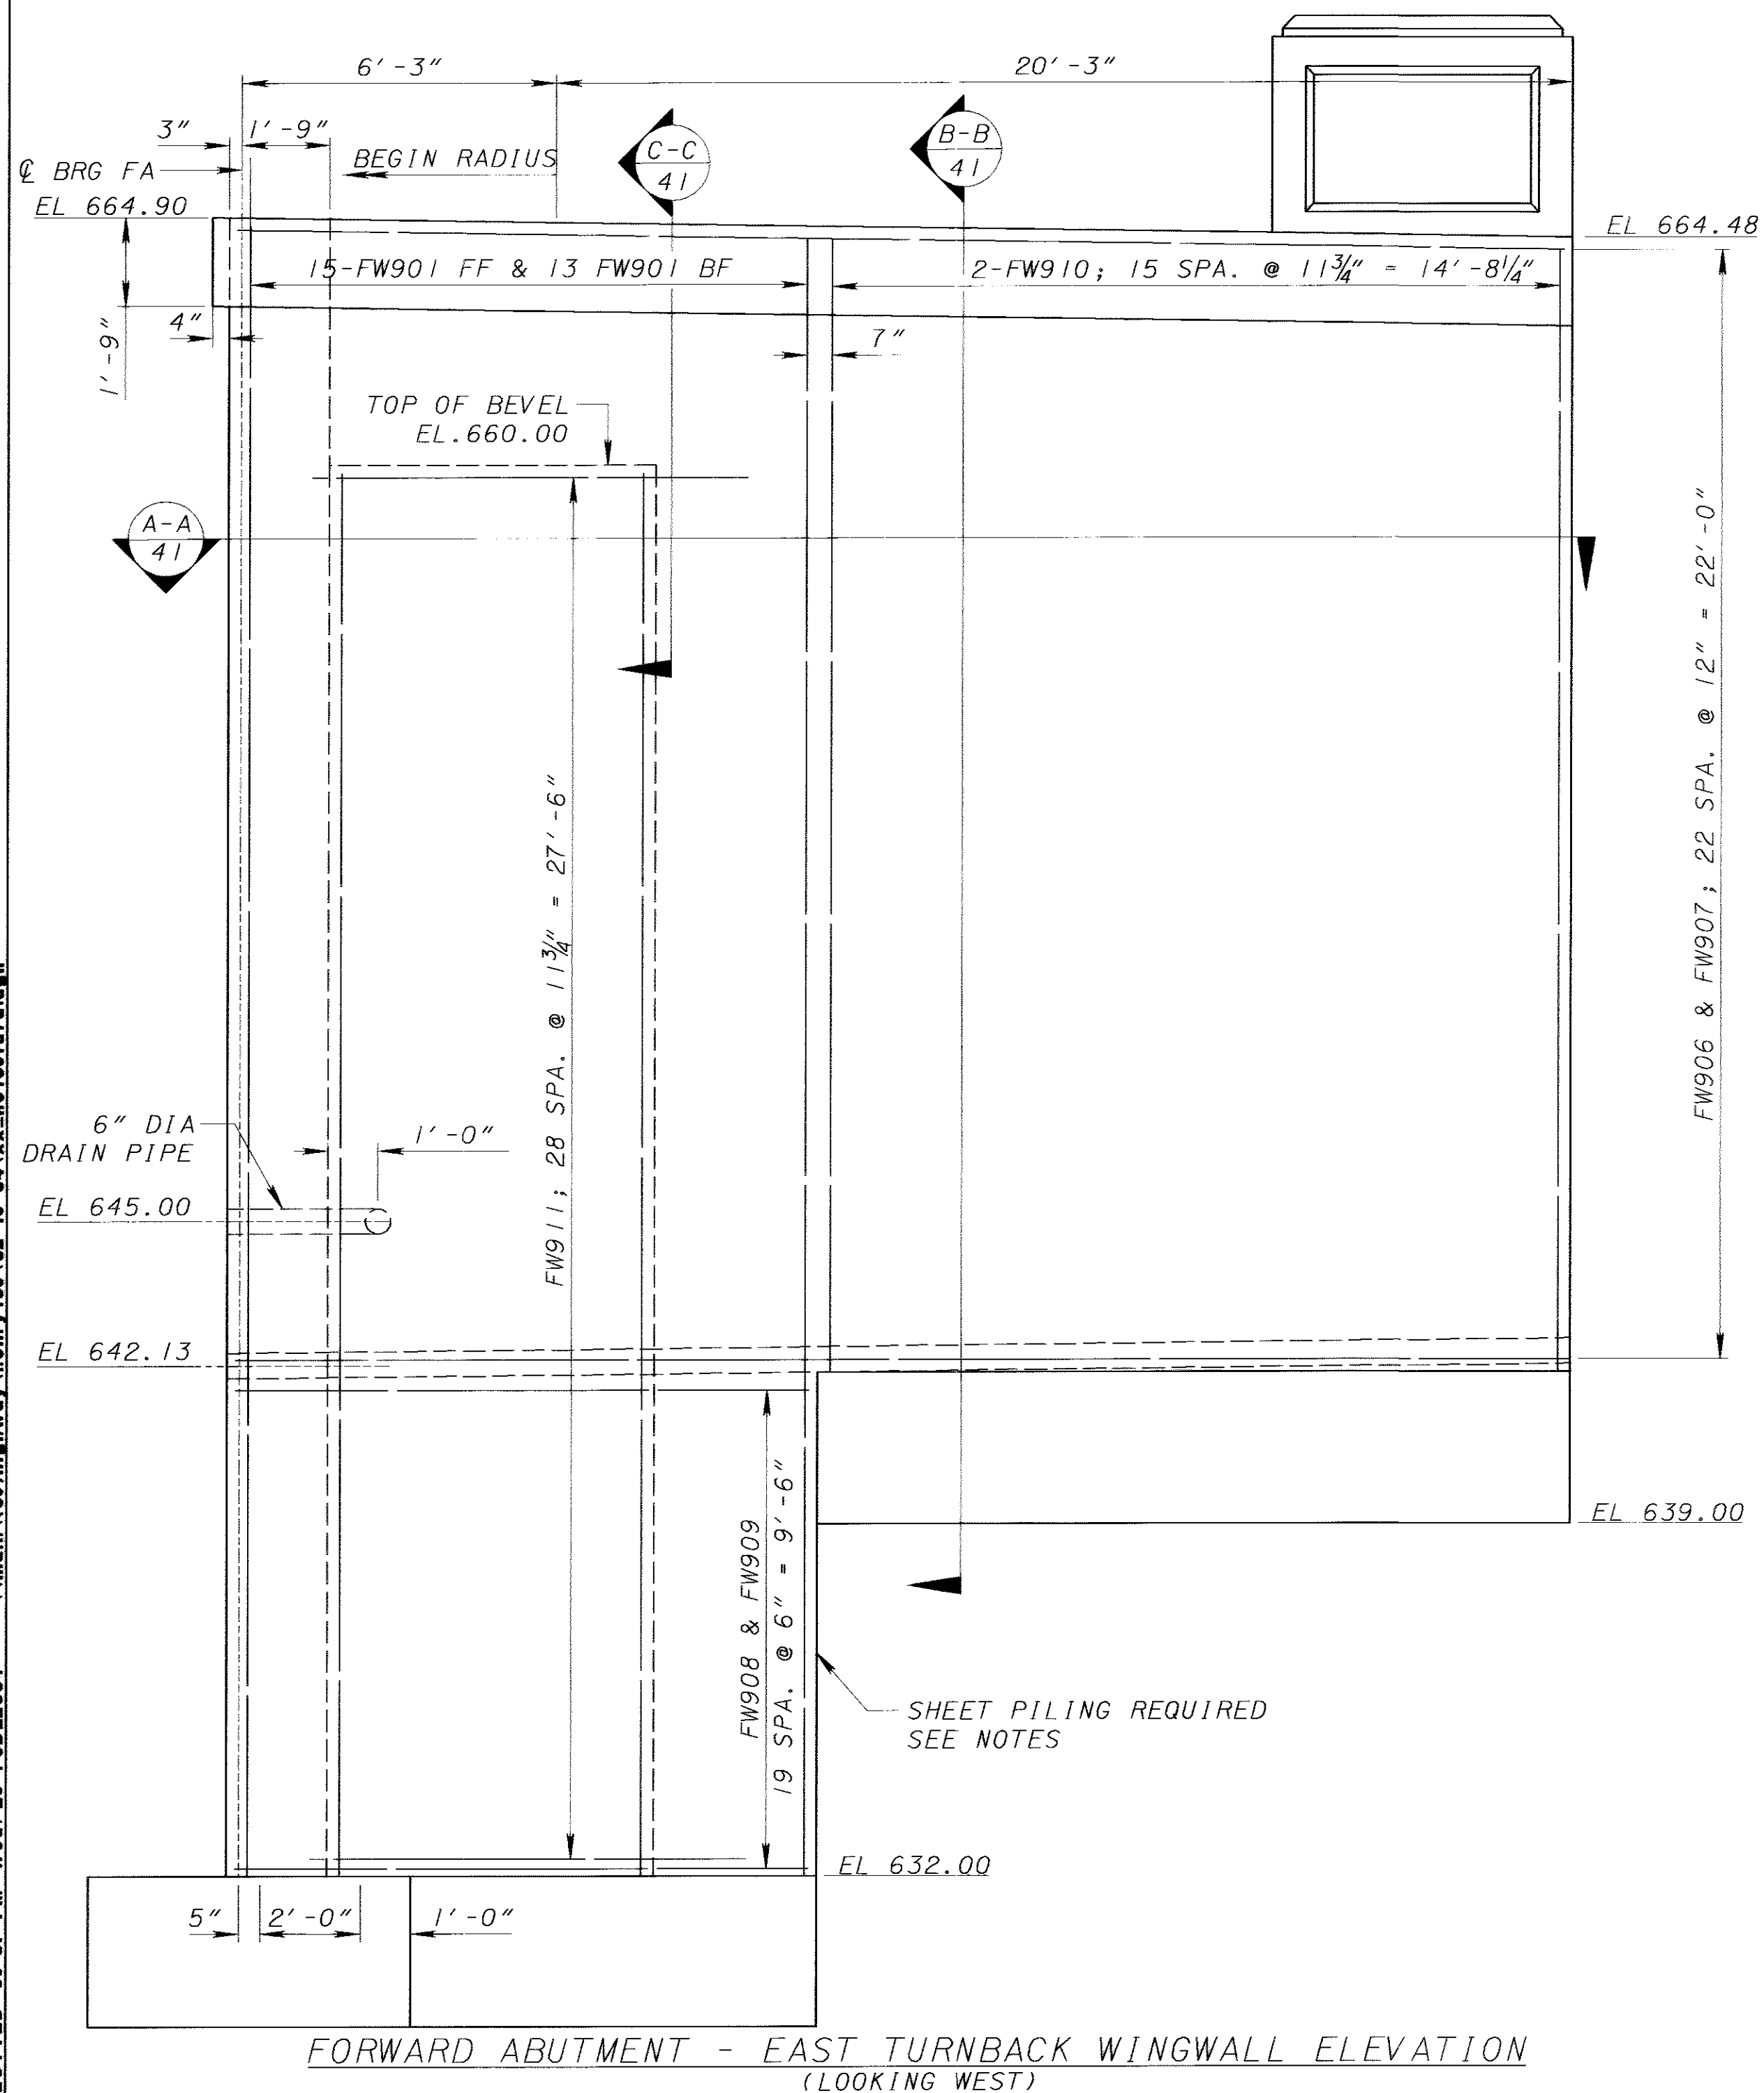 6'-3"
20'-3"
3"
1'-9"
BEGIN RADIUS
C-C
41
B-B
41
℄ BRG FA
EL 664.90
EL 664.48
15-FW901 FF & 13 FW901 BF
2-FW910; 15 SPA. @ 11¾" = 14'-8¼"
1'-9"
4"
7"
TOP OF BEVEL
EL.660.00
A-A
41
FW906 & FW907; 22 SPA. @ 12" = 22'-0"
FW911; 28 SPA. @ 11¾" = 27'-6"
6" DIA
DRAIN PIPE
1'-0"
EL 645.00
EL 642.13
FW908 & FW909
19 SPA. @ 6" = 9'-6"
EL 639.00
SHEET PILING REQUIRED
SEE NOTES
EL 632.00
5"
2'-0"
1'-0"
FORWARD ABUTMENT - EAST TURNBACK WINGWALL ELEVATION
(LOOKING WEST)